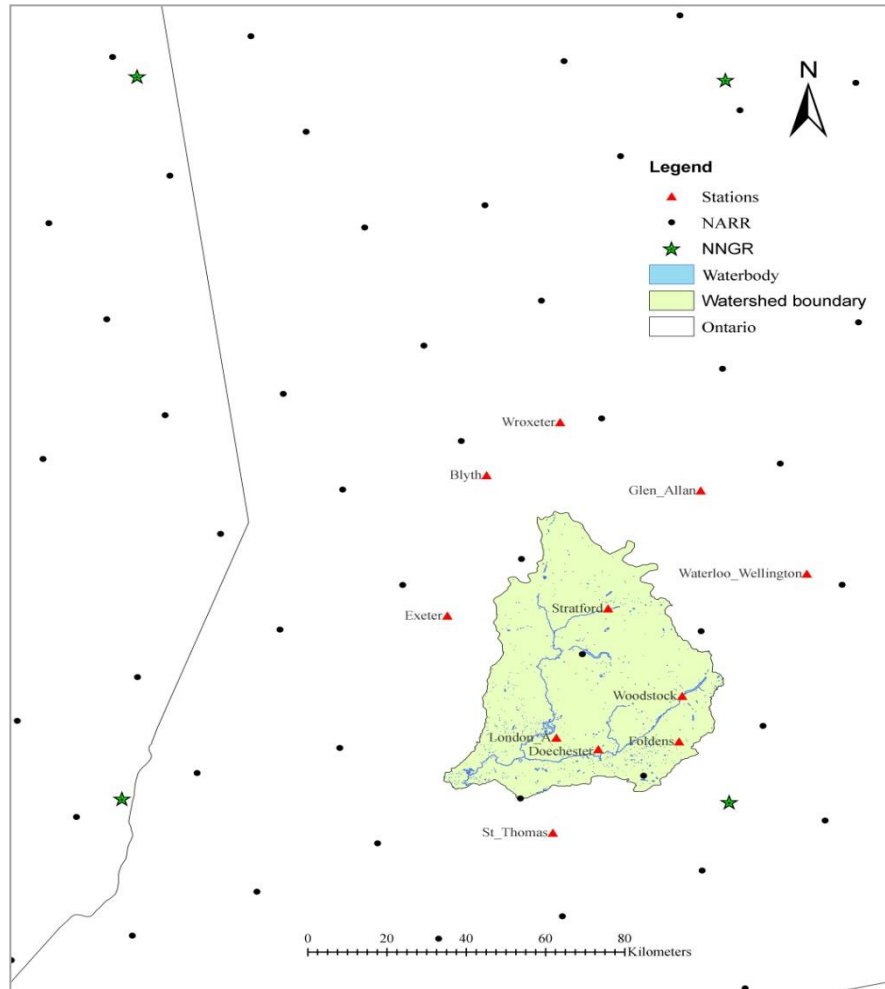 N
Legend
Stations
NARR
NNGR
Waterbody
Watershed boundary
Ontario
Wroxeter
Blyth
Glen_Allan
Waterloo_Wellington
Stratford
Exeter
Woodstock
London_A
Foldens
Doechester
St_Thomas
0 20 40 60 80
Kilometers